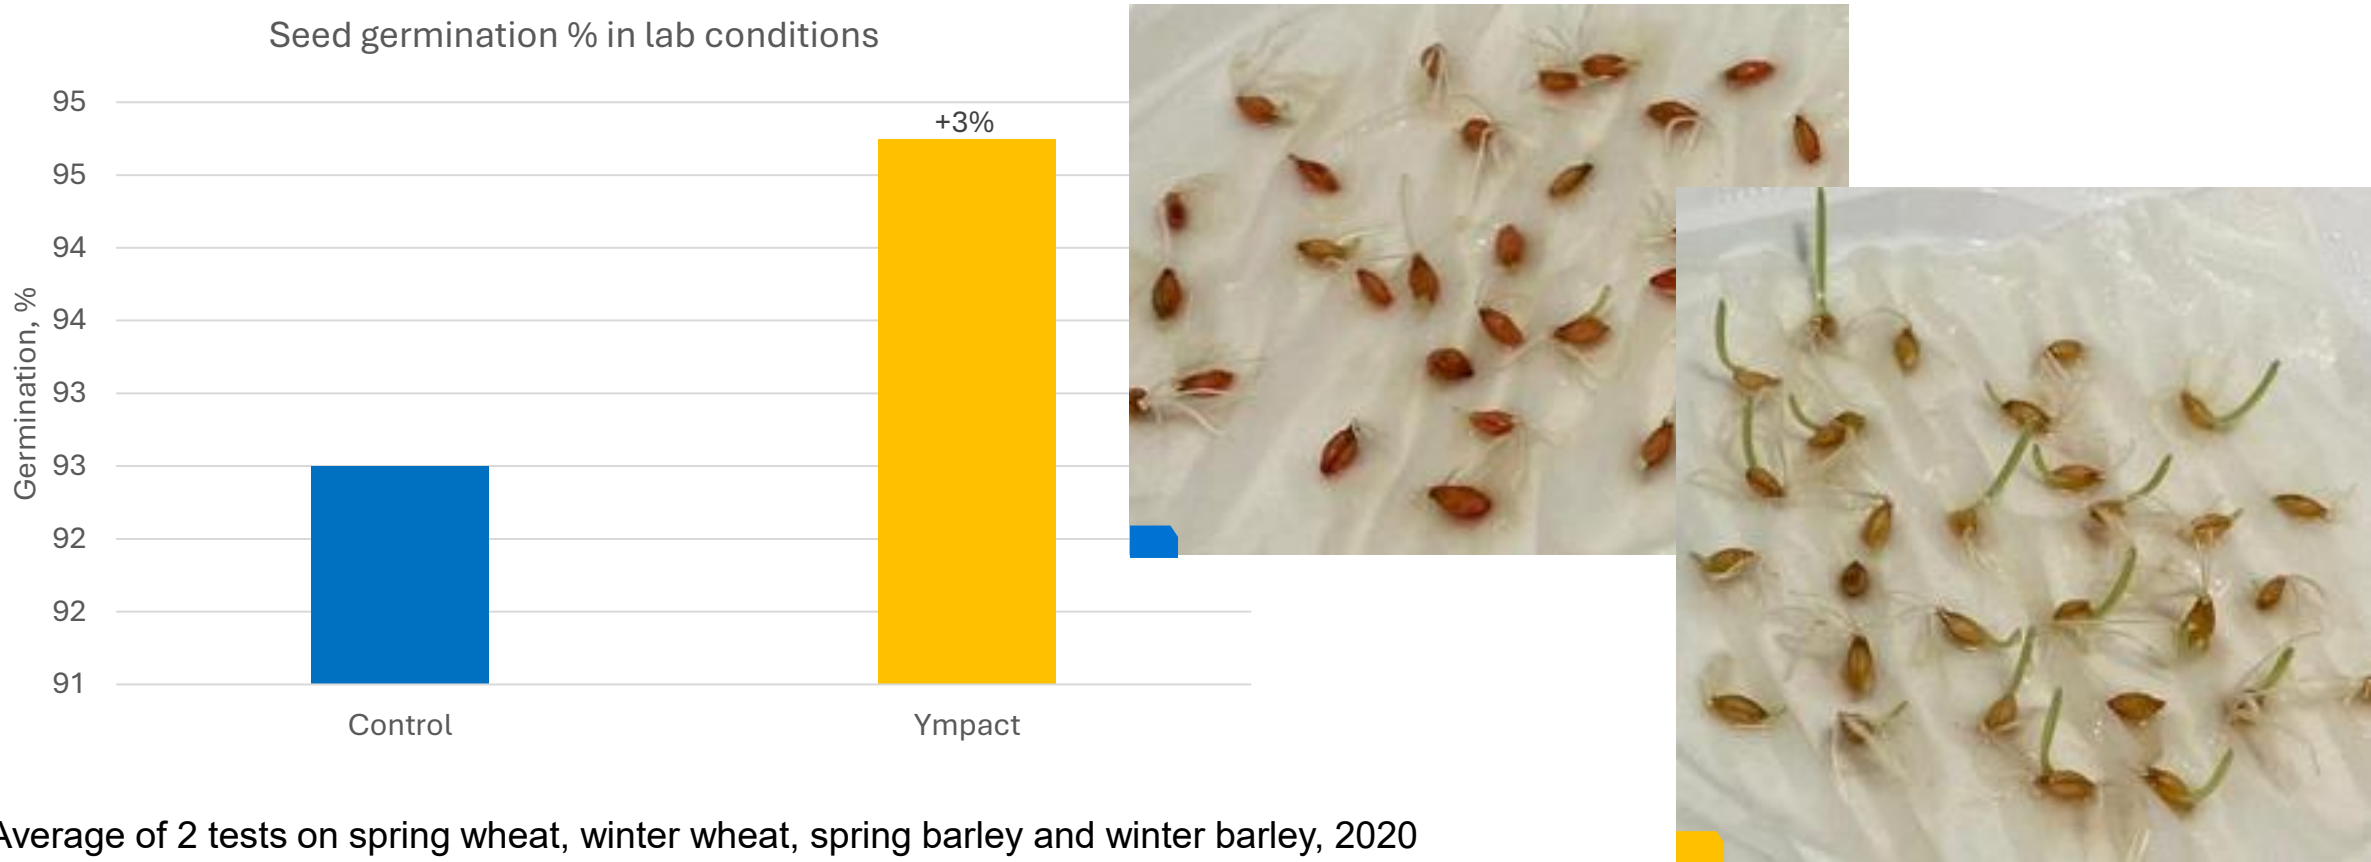 Seed germination % in lab conditions
95
95
94
94
93
93
92
92
91
Germination, %
+3%
Control
Ympact
Average of 2 tests on spring wheat, winter wheat, spring barley and winter barley, 2020